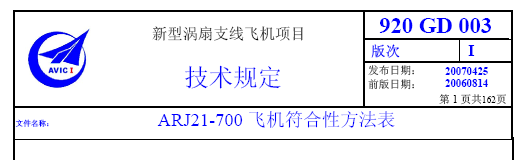 AVIC I
新型涡扇支线飞机项目
技术规定
920 GD 003
版次 I
发布日期： 20070425
前版日期： 20060814
第 1 页共162页
文件名称： ARJ21-700 飞机符合性方法表